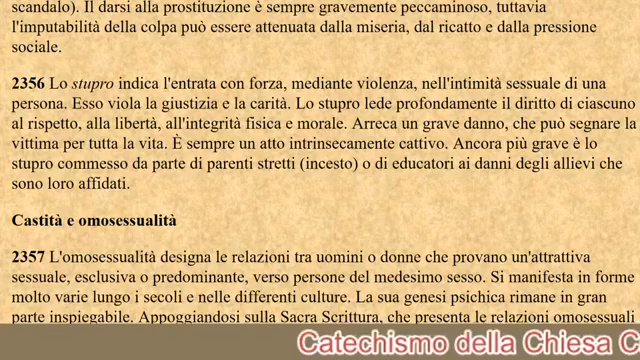 scandalo). Il darsi alla prostituzione è sempre gravemente peccaminoso, tuttavia
l'imputabilità della colpa può essere attenuata dalla miseria, dal ricatto e dalla pressione
sociale.
2356 Lo stupro indica l'entrata con forza, mediante violenza, nell'intimità sessuale di una
persona. Esso viola la giustizia e la carità. Lo stupro lede profondamente il diritto di ciascuno
al rispetto, alla libertà, all'integrità fisica e morale. Arreca un grave danno, che può segnare la
vittima per tutta la vita. È sempre un atto intrinsecamente cattivo. Ancora più grave è lo
stupro commesso da parte di parenti stretti (incesto) o di educatori ai danni degli allievi che
sono loro affidati.
Castità e omosessualità
2357 L'omosessualità designa le relazioni tra uomini o donne che provano un'attrattiva
sessuale, esclusiva o predominante, verso persone del medesimo sesso. Si manifesta in forme
molto varie lungo i secoli e nelle differenti culture. La sua genesi psichica rimane in gran
parte inspiegabile. Appoggiandosi sulla Sacra Scrittura, che presenta le relazioni omosessuali
Catechismo della Chiesa C